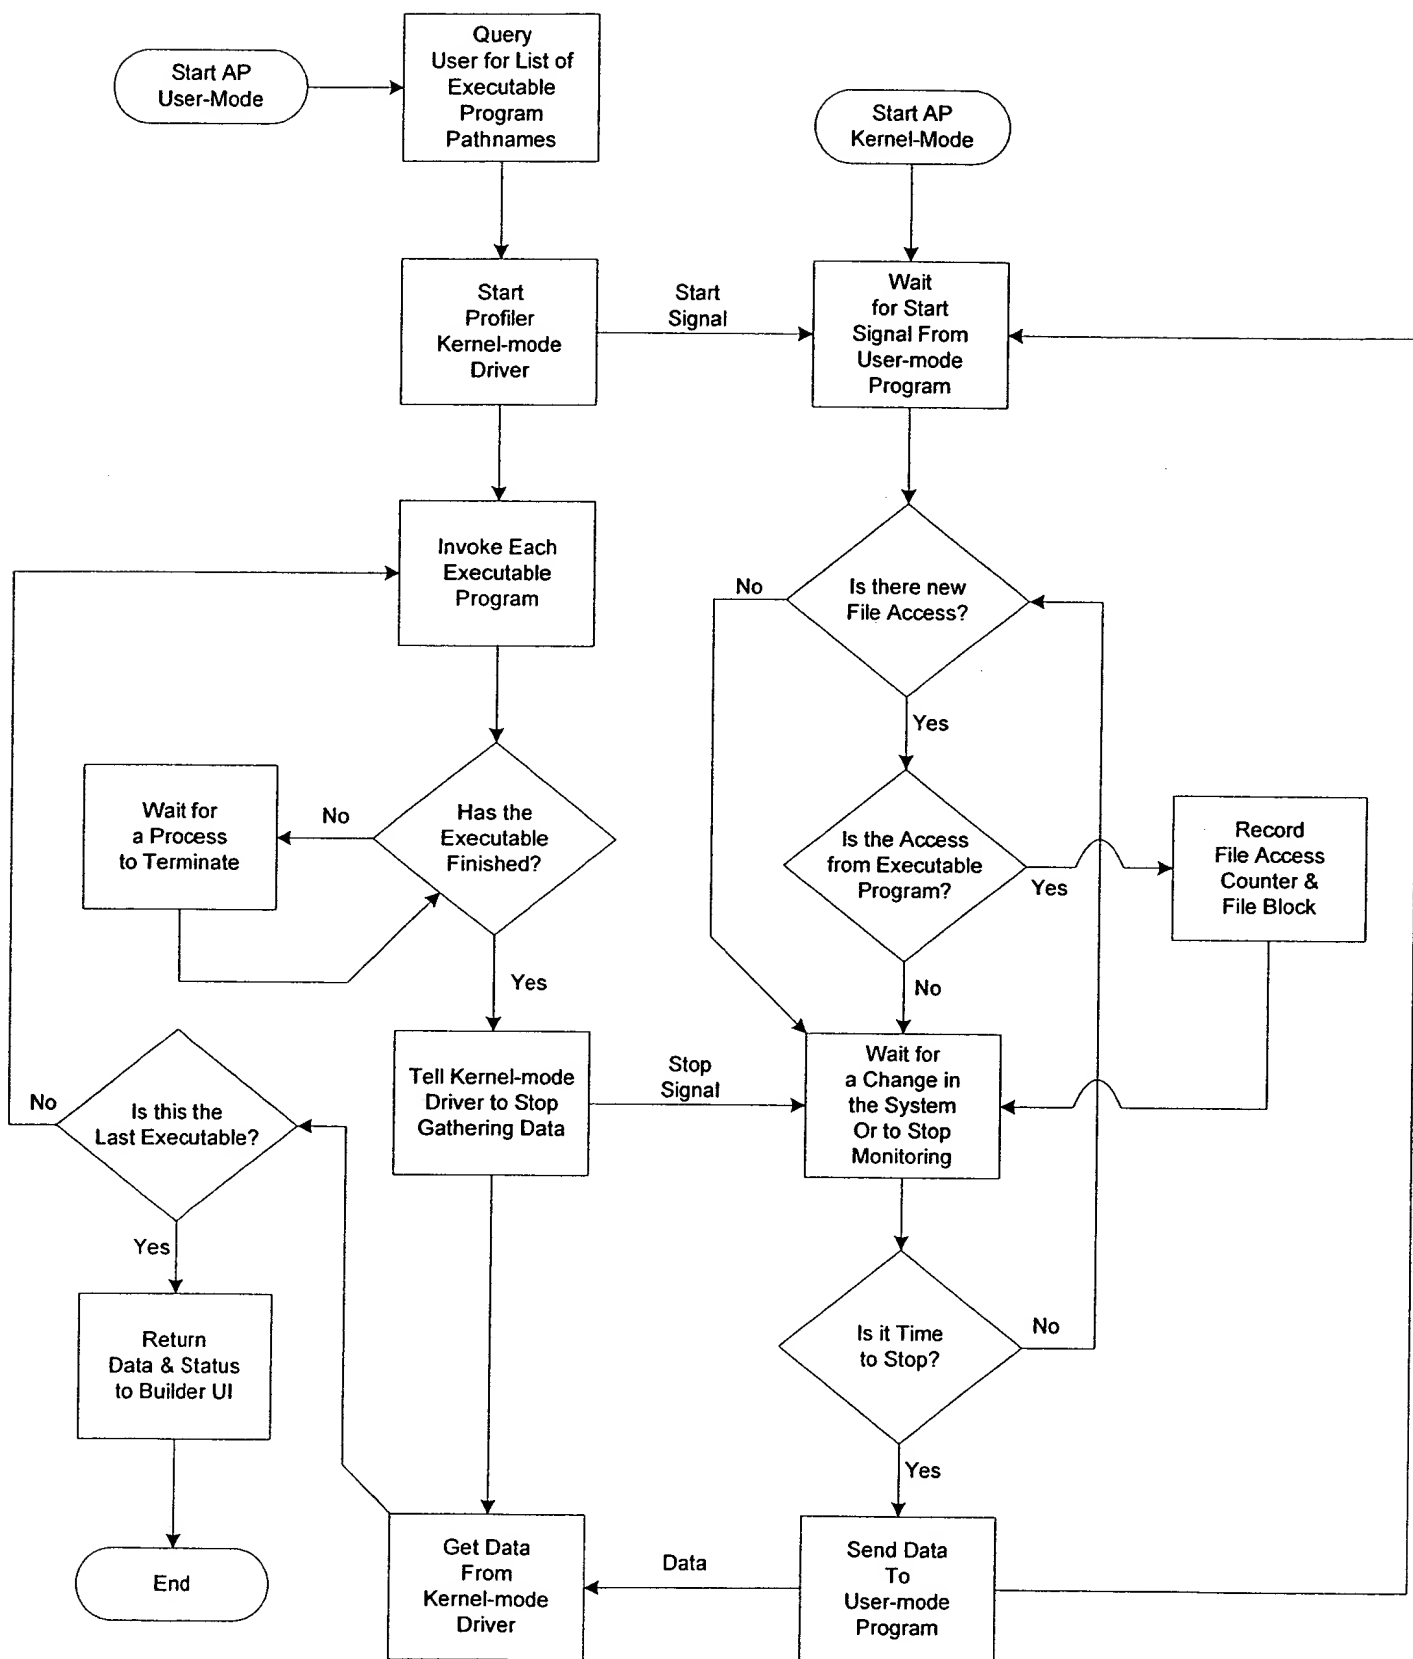 Query
User for List of
Executable
Program
Pathnames
Start AP
User-Mode
Start AP
Kernel-Mode
Start
Profiler
Kernel-mode
Driver
Start
Signal
Wait
for Start
Signal From
User-mode
Program
Invoke Each
Executable
Program
No
Is there new
File Access?
Yes
Wait for
a Process
to Terminate
No
Has the
Executable
Finished?
Is the Access
from Executable
Program?
Yes
Record
File Access
Counter &
File Block
Yes
No
No
Is this the
Last Executable?
Tell Kernel-mode
Driver to Stop
Gathering Data
Stop
Signal
Wait for
a Change in
the System
Or to Stop
Monitoring
Yes
Return
Data & Status
to Builder UI
Is it Time
to Stop?
No
Yes
End
Get Data
From
Kernel-mode
Driver
Data
Send Data
To
User-mode
Program